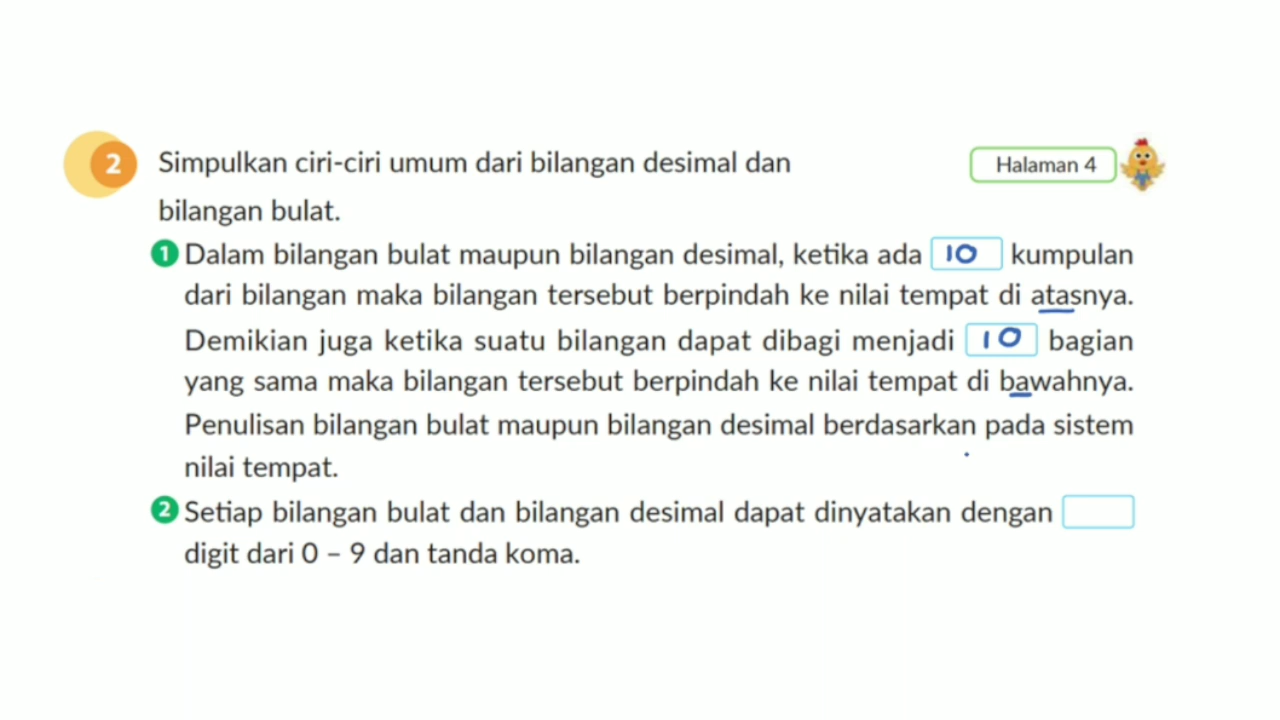 2 Simpulkan ciri-ciri umum dari bilangan desimal dan
Halaman 4
bilangan bulat.
1 Dalam bilangan bulat maupun bilangan desimal, ketika ada 10 kumpulan
dari bilangan maka bilangan tersebut berpindah ke nilai tempat di atasnya.
Demikian juga ketika suatu bilangan dapat dibagi menjadi 10 bagian
yang sama maka bilangan tersebut berpindah ke nilai tempat di bawahnya.
Penulisan bilangan bulat maupun bilangan desimal berdasarkan pada sistem
nilai tempat.
2 Setiap bilangan bulat dan bilangan desimal dapat dinyatakan dengan
digit dari 0 – 9 dan tanda koma.